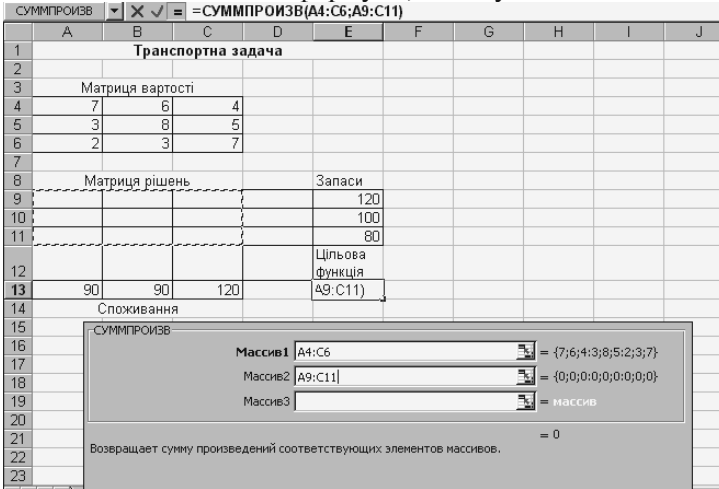 СУММПРОИЗВ = =СУММПРОИЗВ(A4:C6;A9:C11)
A B C D E F G H I J
1 Транспортна задача
2
3 Матриця вартості
4 7 6 4
5 3 8 5
6 2 3 7
7
8 Матриця рішень Запаси
9 120
10 100
11 80
Цільова
12 функція
13 90 90 120 A9:C11)
14 Споживання
15 СУММПРОИЗВ
16 Массив1 A4:C6 = {7;6;4:3;8;5:2;3;7}
17
18 Массив2 A9:C11 = {0;0;0:0;0;0:0;0;0}
19 Массив3 = массив
20
21 = 0
22 Возвращает сумму произведений соответствующих элементов массивов.
23